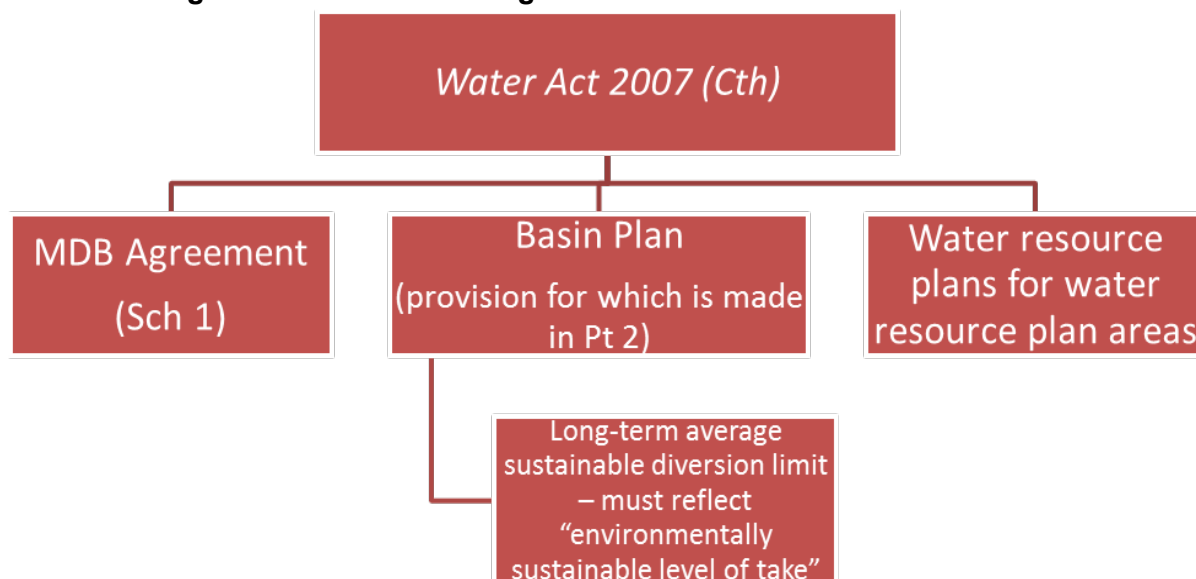 Water Act 2007 (Cth)
MDB Agreement
(Sch 1)
Basin Plan
(provision for which is made
in Pt 2)
Water resource
plans for water
resource plan areas
Long-term average
sustainable diversion limit
– must reflect
“environmentally
sustainable level of take”